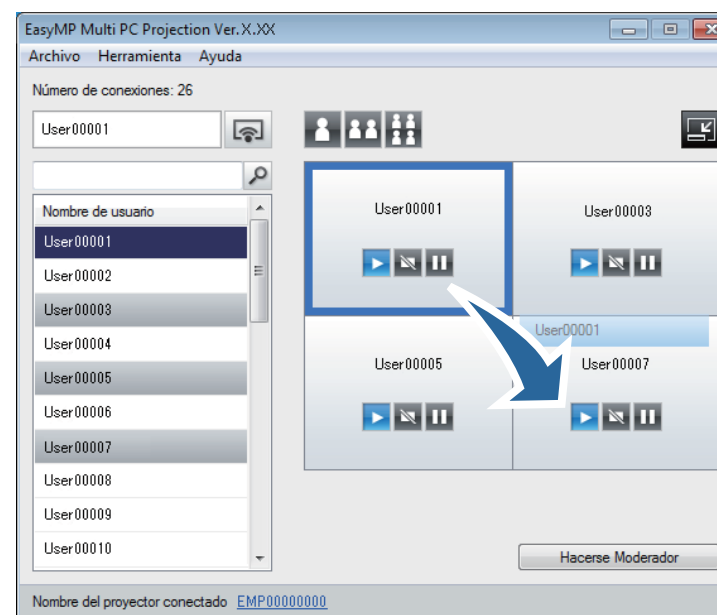 EasyMP Multi PC Projection Ver.X.XX
Archivo Herramienta Ayuda
Número de conexiones: 26
User00001
Nombre de usuario
User00001
User00002
User00003
User00004
User00005
User00006
User00007
User00008
User00009
User00010
User00001
User00003
User00001
User00005
User00007
Hacerse Moderador
Nombre del proyector conectado EMP00000000